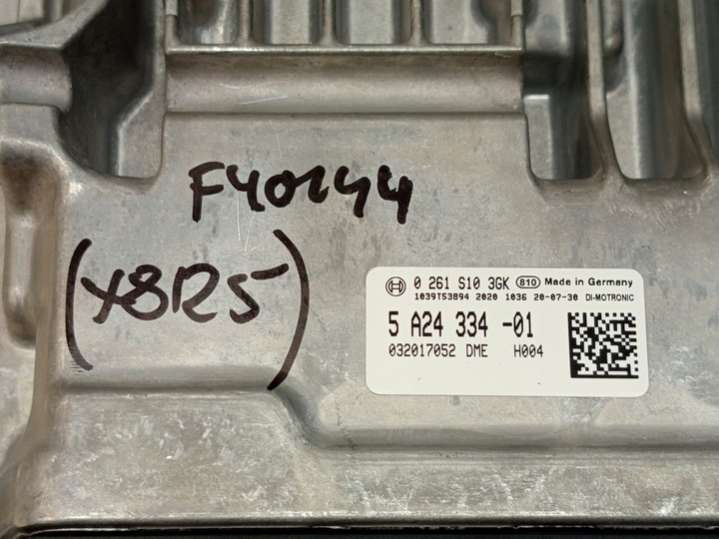 F40M44
(X8R5)
0 261 S10 3GK 810 Made in Germany
1039T53894 2020 1036 20-07-30 DI-MOTRONIC
5 A24 334 -01
032017052 DME H004